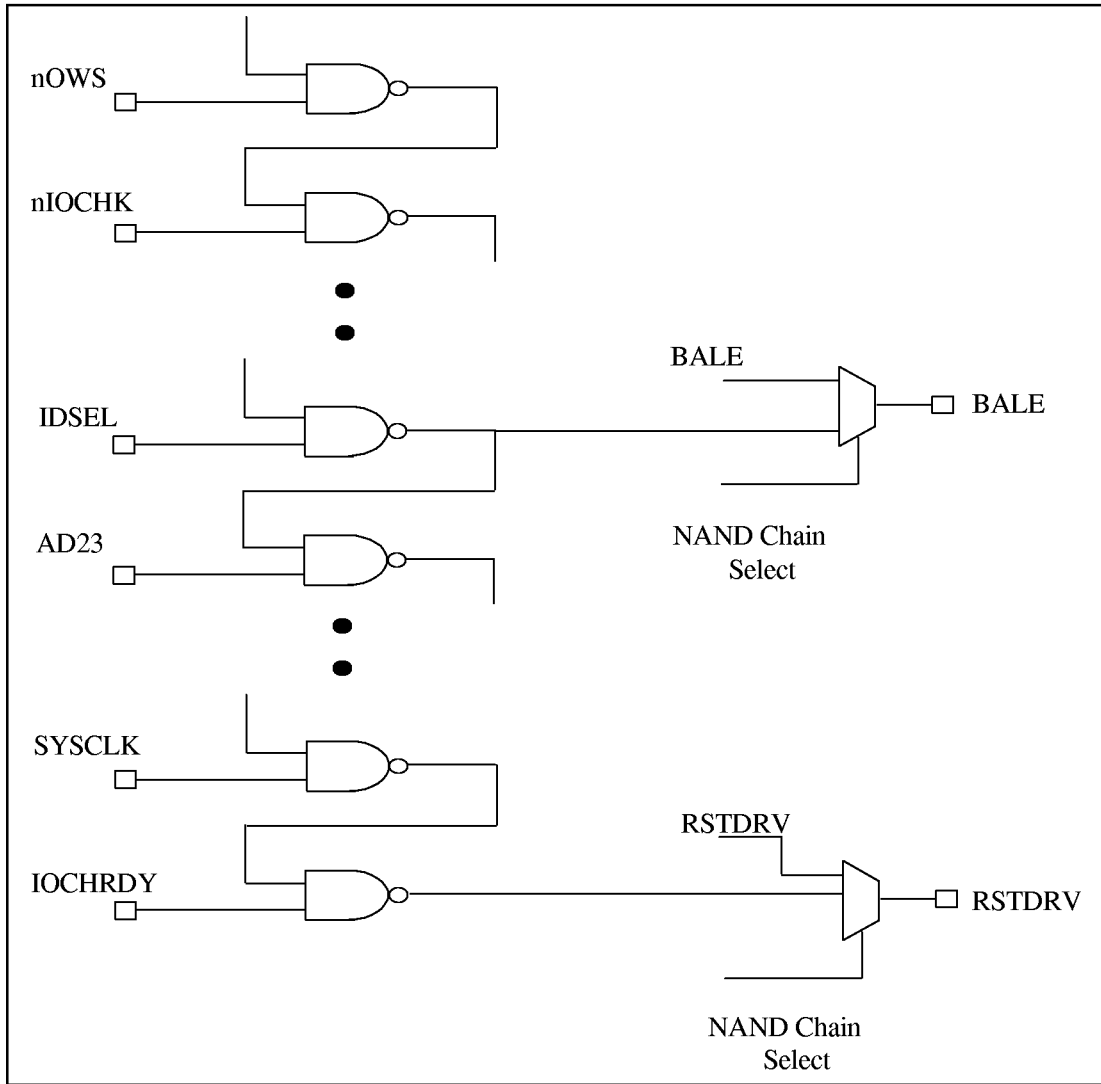 nOWS
nIOCHK
BALE
IDSEL
BALE
NAND Chain
Select
AD23
SYSCLK
RSTDRV
IOCHRDY
RSTDRV
NAND Chain
Select